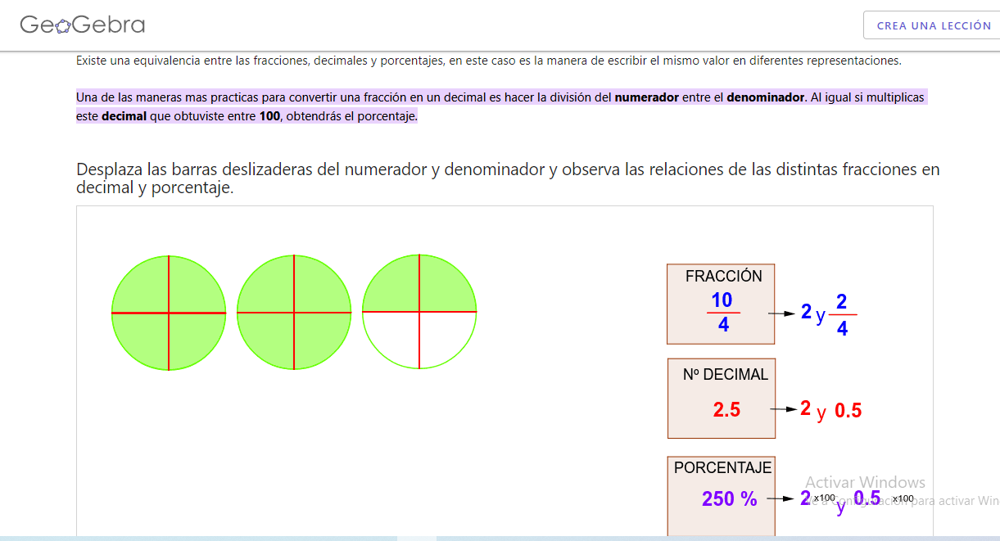 GeoGebra
CREA UNA LECCIÓN
Existe una equivalencia entre las fracciones, decimales y porcentajes, en este caso es la manera de escribir el mismo valor en diferentes representaciones.
Una de las maneras mas practicas para convertir una fracción en un decimal es hacer la división del numerador entre el denominador. Al igual si multiplicas
este decimal que obtuviste entre 100, obtendrás el porcentaje.
Desplaza las barras deslizaderas del numerador y denominador y observa las relaciones de las distintas fracciones en
decimal y porcentaje.
FRACCIÓN
10
4
2 y 2
4
Nº DECIMAL
2.5
2 y 0.5
PORCENTAJE
250 %
2 x100 y 0.5 x100
Activar Windows
Ve a Configuración para activar Win